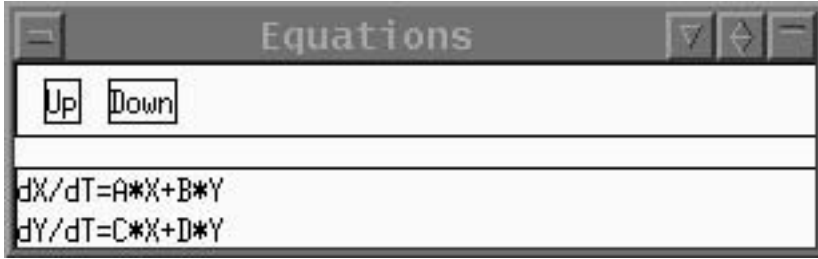 Equations
Up Down
dX/dT=A*X+B*Y
dY/dT=C*X+D*Y